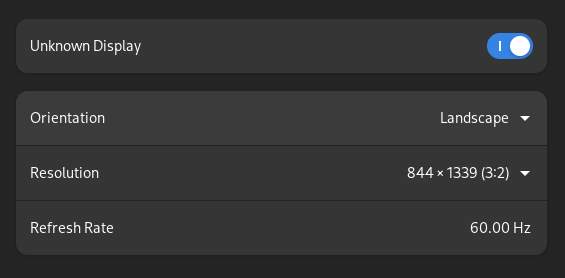 Unknown Display
Orientation Landscape
Resolution 844 × 1339 (3:2)
Refresh Rate 60.00 Hz